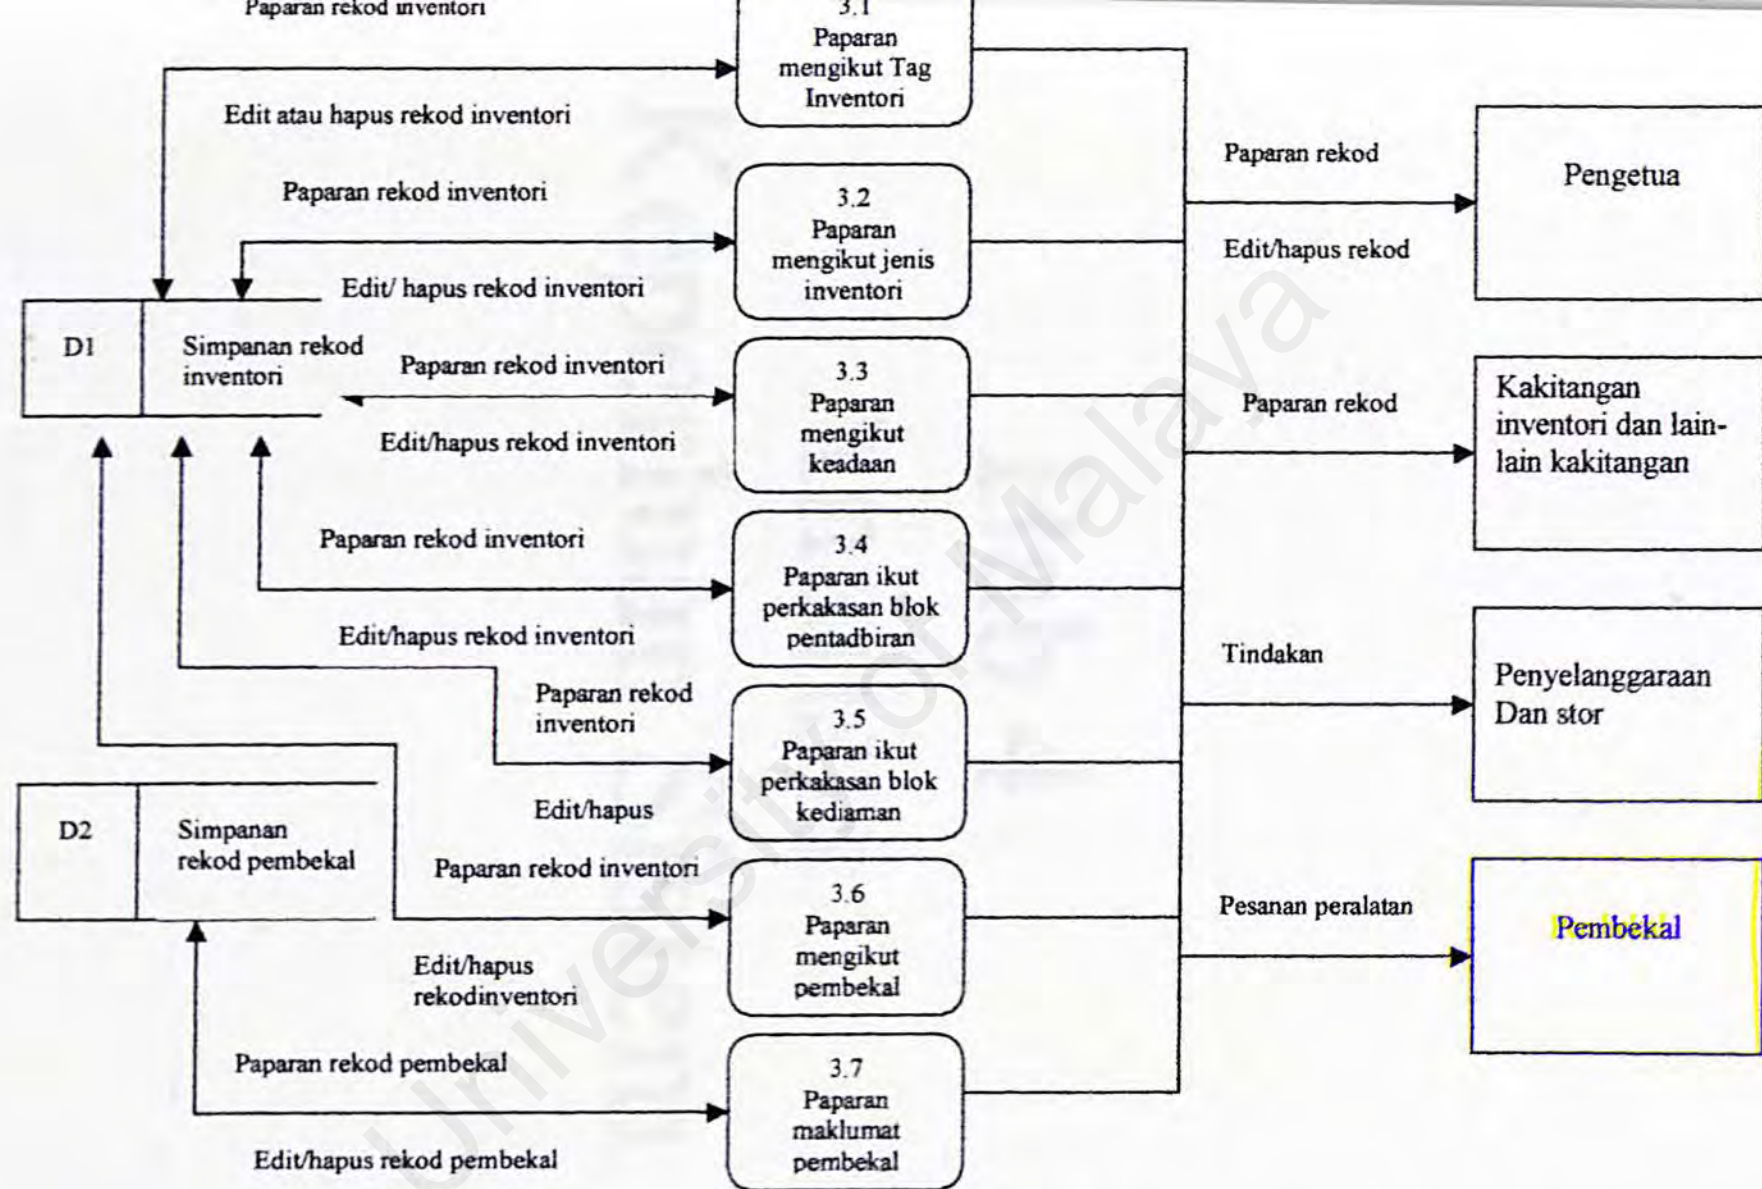 Paparan rekod inventori
3.1
Paparan
mengikut Tag
Inventori
Edit atau hapus rekod inventori
Paparan rekod inventori
3.2
Paparan
mengikut jenis
inventori
Edit/ hapus rekod inventori
D1
Simpanan rekod
inventori
Paparan rekod inventori
3.3
Paparan
mengikut
keadaan
Edit/hapus rekod inventori
Paparan rekod inventori
3.4
Paparan ikut
perkakasan blok
pentadbiran
Edit/hapus rekod inventori
Paparan rekod
inventori
3.5
Paparan ikut
perkakasan blok
kediaman
Edit/hapus
D2
Simpanan
rekod pembekal
Paparan rekod inventori
3.6
Paparan
mengikut
pembekal
Edit/hapus
rekodinventori
Paparan rekod pembekal
3.7
Paparan
maklumat
pembekal
Edit/hapus rekod pembekal
Paparan rekod
Edit/hapus rekod
Pengetua
Paparan rekod
Kakitangan
inventori dan lain-
lain kakitangan
Tindakan
Penyelanggaraan
Dan stor
Pesanan peralatan
Pembekal
University of Malaya